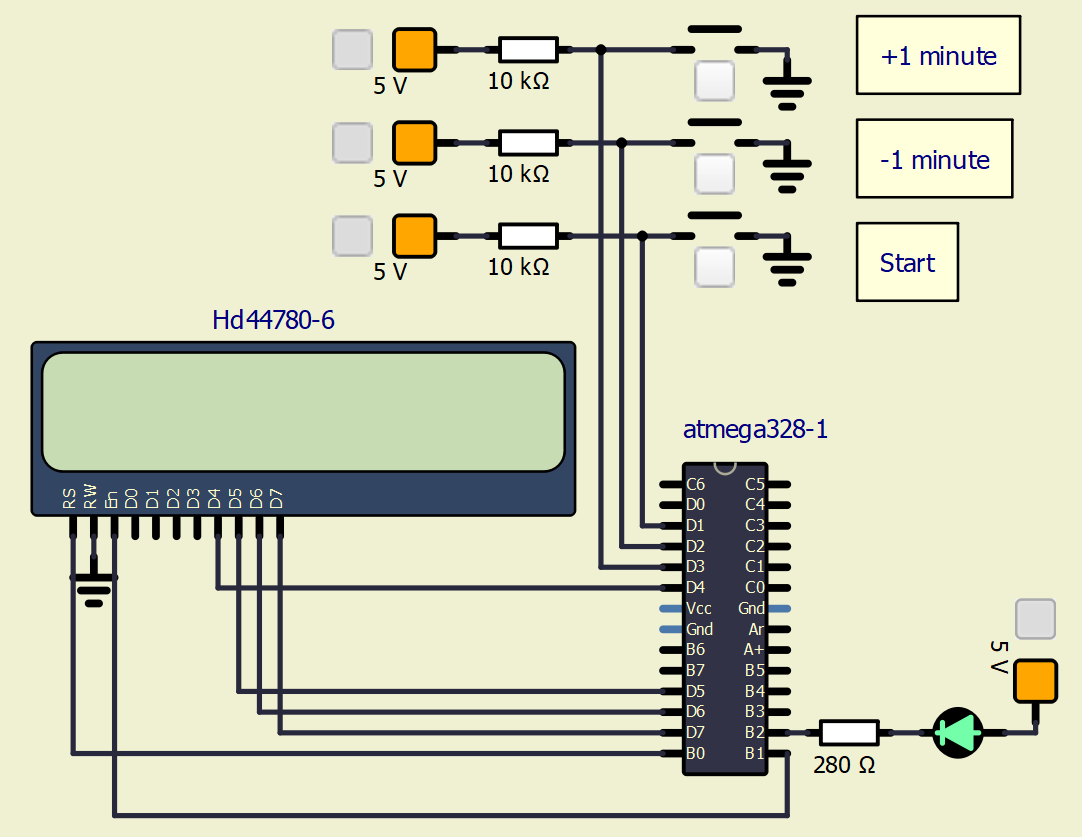 +1 minute
5 V
10 kΩ
-1 minute
5 V
10 kΩ
Start
5 V
10 kΩ
Hd44780-6
RS RW En D0 D1 D2 D3 D4 D5 D6 D7
atmega328-1
C6 C5
D0 C4
D1 C3
D2 C2
D3 C1
D4 C0
Vcc Gnd
Gnd Ar
B6 A+
B7 B5
D5 B4
D6 B3
D7 B2
B0 B1
5 V
280 Ω